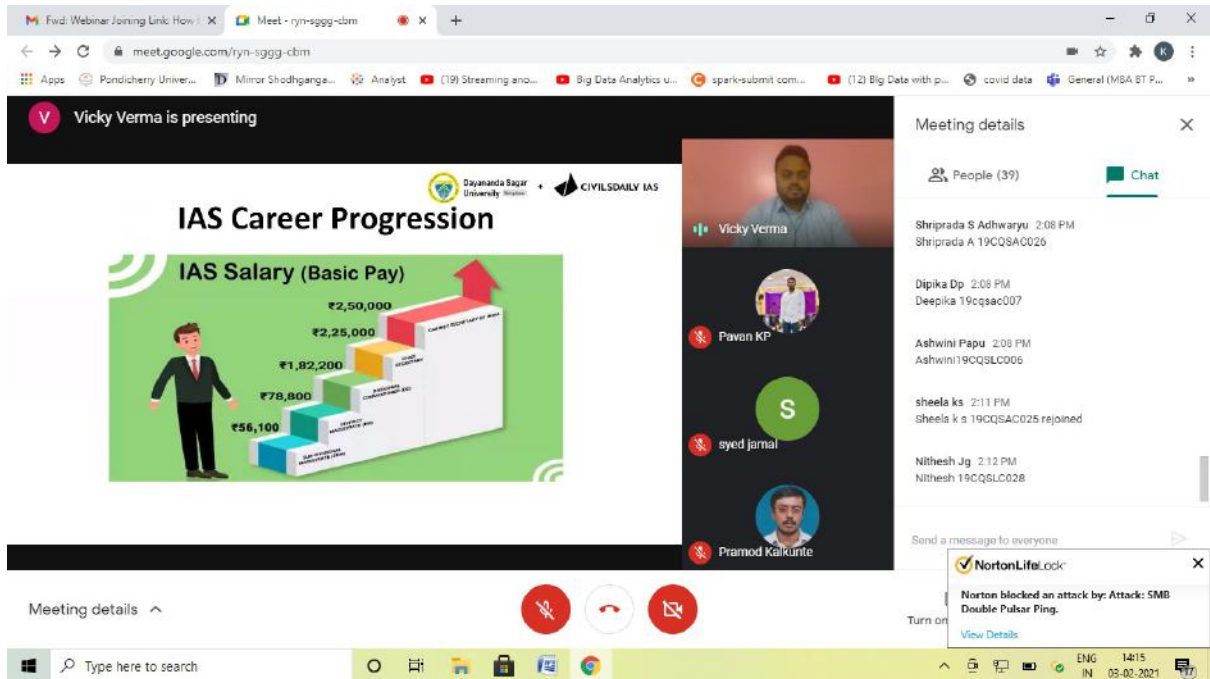 Fwd: Webinar Joining Link: How t
Meet - ryn-sggg-cbm
meet.google.com/ryn-sggg-cbm
K
Apps
Pondicherry Univer...
Mirror Shodhganga...
Analyst
(19) Streaming ano...
Big Data Analytics u...
spark-submit com...
(12) Big Data with p...
covid data
General (MBA BT P...
V
Vicky Verma is presenting
Dayananda Sagar
University
+
CIVILSDAILY IAS
IAS Career Progression
IAS Salary (Basic Pay)
₹2,50,000
₹2,25,000
₹1,82,200
₹78,800
₹56,100
Vicky Verma
Pavan KP
S
syed jamal
Pramod Kalkunte
Meeting details
People (39)
Chat
Shriprada S Adhwaryu 2:08 PM
Shriprada A 19CQSAC026
Dipika Dp 2:08 PM
Deepika 19cqsac007
Ashwini Papu 2:08 PM
Ashwini19CQSLC006
sheela ks 2:11 PM
Sheela k s 19CQSAC025 rejoined
Nithesh Jg 2:12 PM
Nithesh 19CQSLC028
Send a message to everyone
NortonLifeLock
Norton blocked an attack by: Attack: SMB
Double Pulsar Ping.
View Details
Meeting details
Turn on
Type here to search
ENG
IN
14:15
03-02-2021